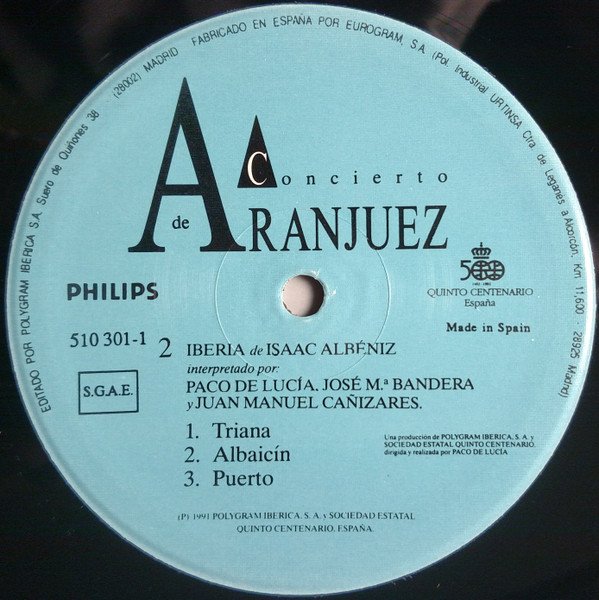 EDITADO POR POLYGRAM IBERICA S.A. Suero de Quiñones 38 (28002) MADRID FABRICADO EN ESPAÑA POR EUROGRAM, S.A. (Pol. Industrial URTINSA Ctra. de Leganés a Alcorcón, Km 11,600 - 28925 Madrid)
Concierto
de ARANJUEZ
PHILIPS
500
1492 1992
QUINTO CENTENARIO
España
510 301-1
Made in Spain
S.G.A.E.
2 IBERIA de ISAAC ALBÉNIZ
interpretado por:
PACO DE LUCÍA, JOSÉ M.ª BANDERA
y JUAN MANUEL CAÑIZARES.
1. Triana
2. Albaicín
3. Puerto
Una producción de POLYGRAM IBERICA, S. A. y
SOCIEDAD ESTATAL QUINTO CENTENARIO,
dirigida y realizada por PACO DE LUCÍA
(P) 1991 POLYGRAM IBERICA, S. A. y SOCIEDAD ESTATAL
QUINTO CENTENARIO. ESPAÑA.